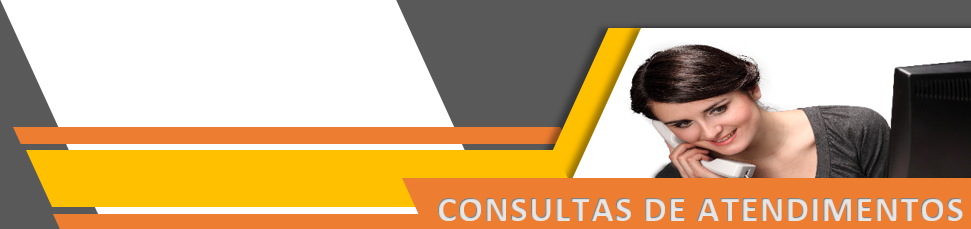 CONSULTAS DE ATENDIMENTOS